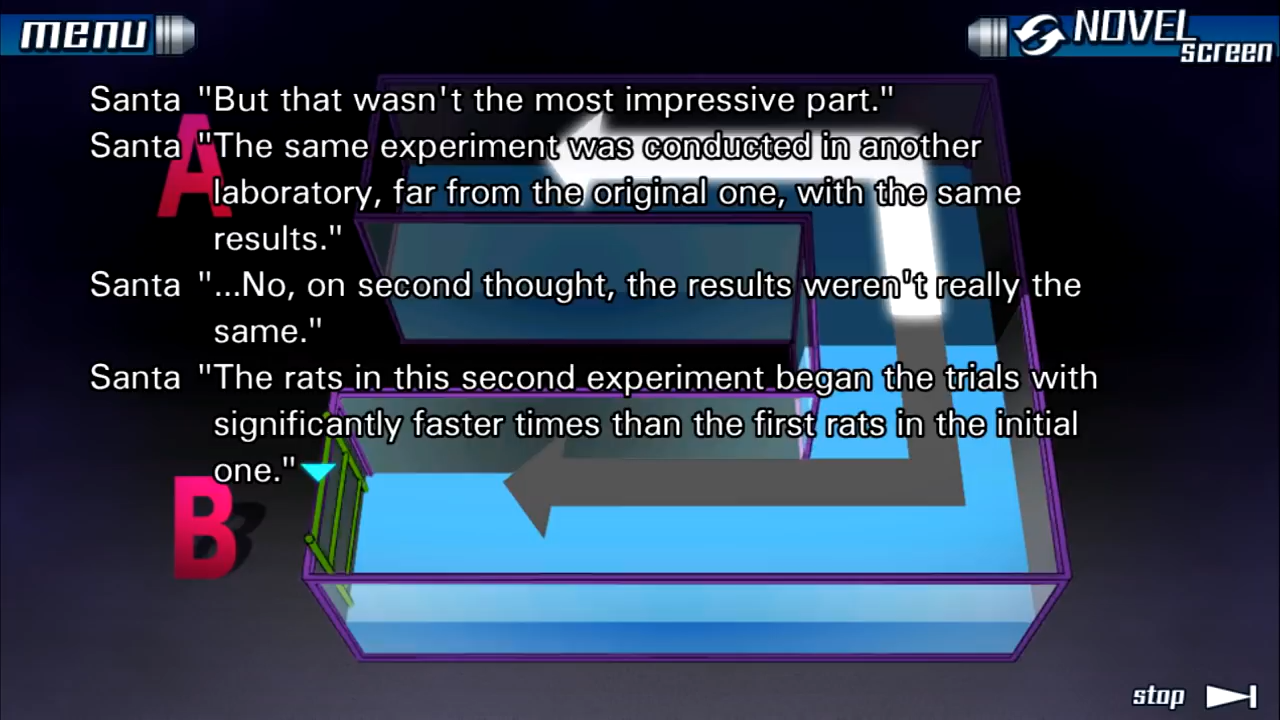 menu
NOVEL
screen
Santa "But that wasn't the most impressive part."
Santa "The same experiment was conducted in another
laboratory, far from the original one, with the same
results."
Santa "...No, on second thought, the results weren't really the
same."
Santa "The rats in this second experiment began the trials with
significantly faster times than the first rats in the initial
one."
A
B
stop